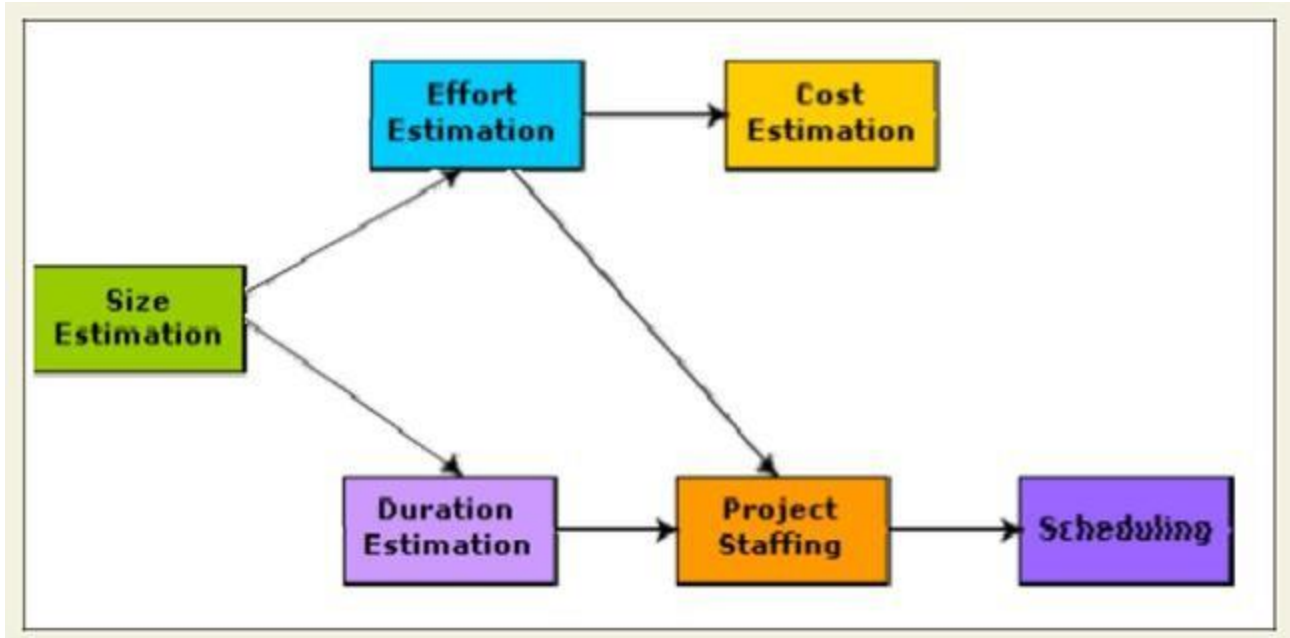 Effort
Estimation
Cost
Estimation
Size
Estimation
Duration
Estimation
Project
Staffing
Scheduling